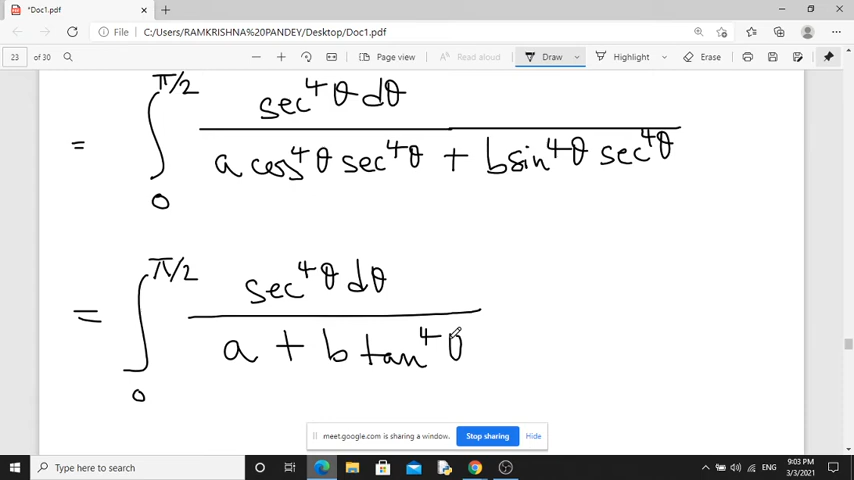 *Doc1.pdf
C:/Users/RAMKRISHNA%20PANDEY/Desktop/Doc1.pdf
23 of 30 Page view Read aloud Draw Highlight Erase
π/2 sec⁴θ dθ
= ∫
a cos⁴θ sec⁴θ + b sin⁴θ sec⁴θ
0
π/2 sec⁴θ dθ
= ∫
a + b tan⁴θ
0
meet.google.com is sharing a window. Stop sharing Hide
Type here to search
ENG
9:03 PM
3/3/2021